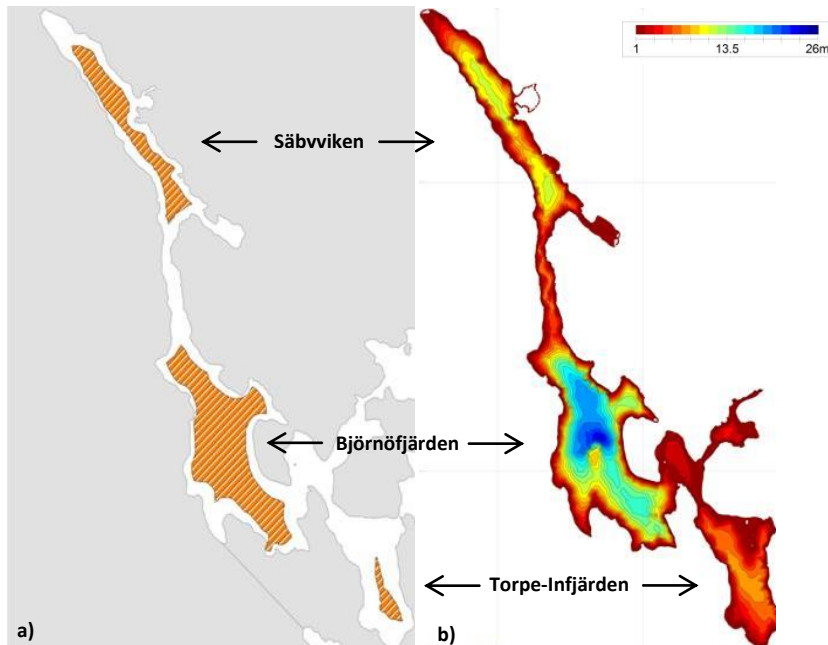 1 13.5 26m
Säbvviken
Björnöfjärden
Torpe-Infjärden
a) b)